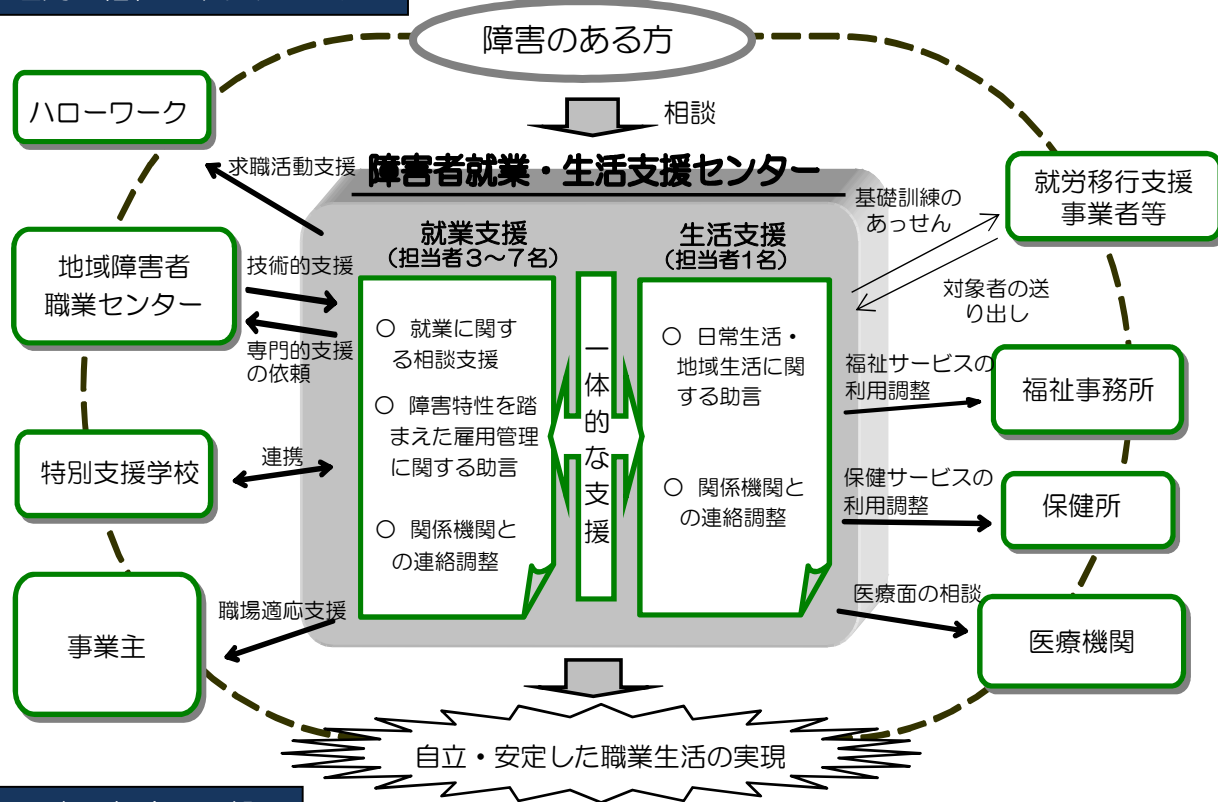 障害のある方
相談
ハローワーク
求職活動支援
障害者就業・生活支援センター
就労移行支援
事業者等
基礎訓練の
あっせん
対象者の送
り出し
地域障害者
職業センター
技術的支援
専門的支援
の依頼
就業支援
(担当者3~7名)
○ 就業に関す
る相談支援
○ 障害特性を踏
まえた雇用管理
に関する助言
○ 関係機関と
の連絡調整
一体的な支援
生活支援
(担当者1名)
○ 日常生活・
地域生活に関
する助言
○ 関係機関と
の連絡調整
福祉サービスの
利用調整
福祉事務所
特別支援学校
連携
保健サービスの
利用調整
保健所
事業主
職場適応支援
医療面の相談
医療機関
自立・安定した職業生活の実現